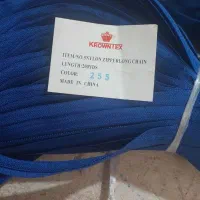 KROWNTEX
ITEM:NO.5 NYLON ZIPPER LONG CHAIN
LENGTH:200YDS
COLOR: 255
MADE IN CHINA